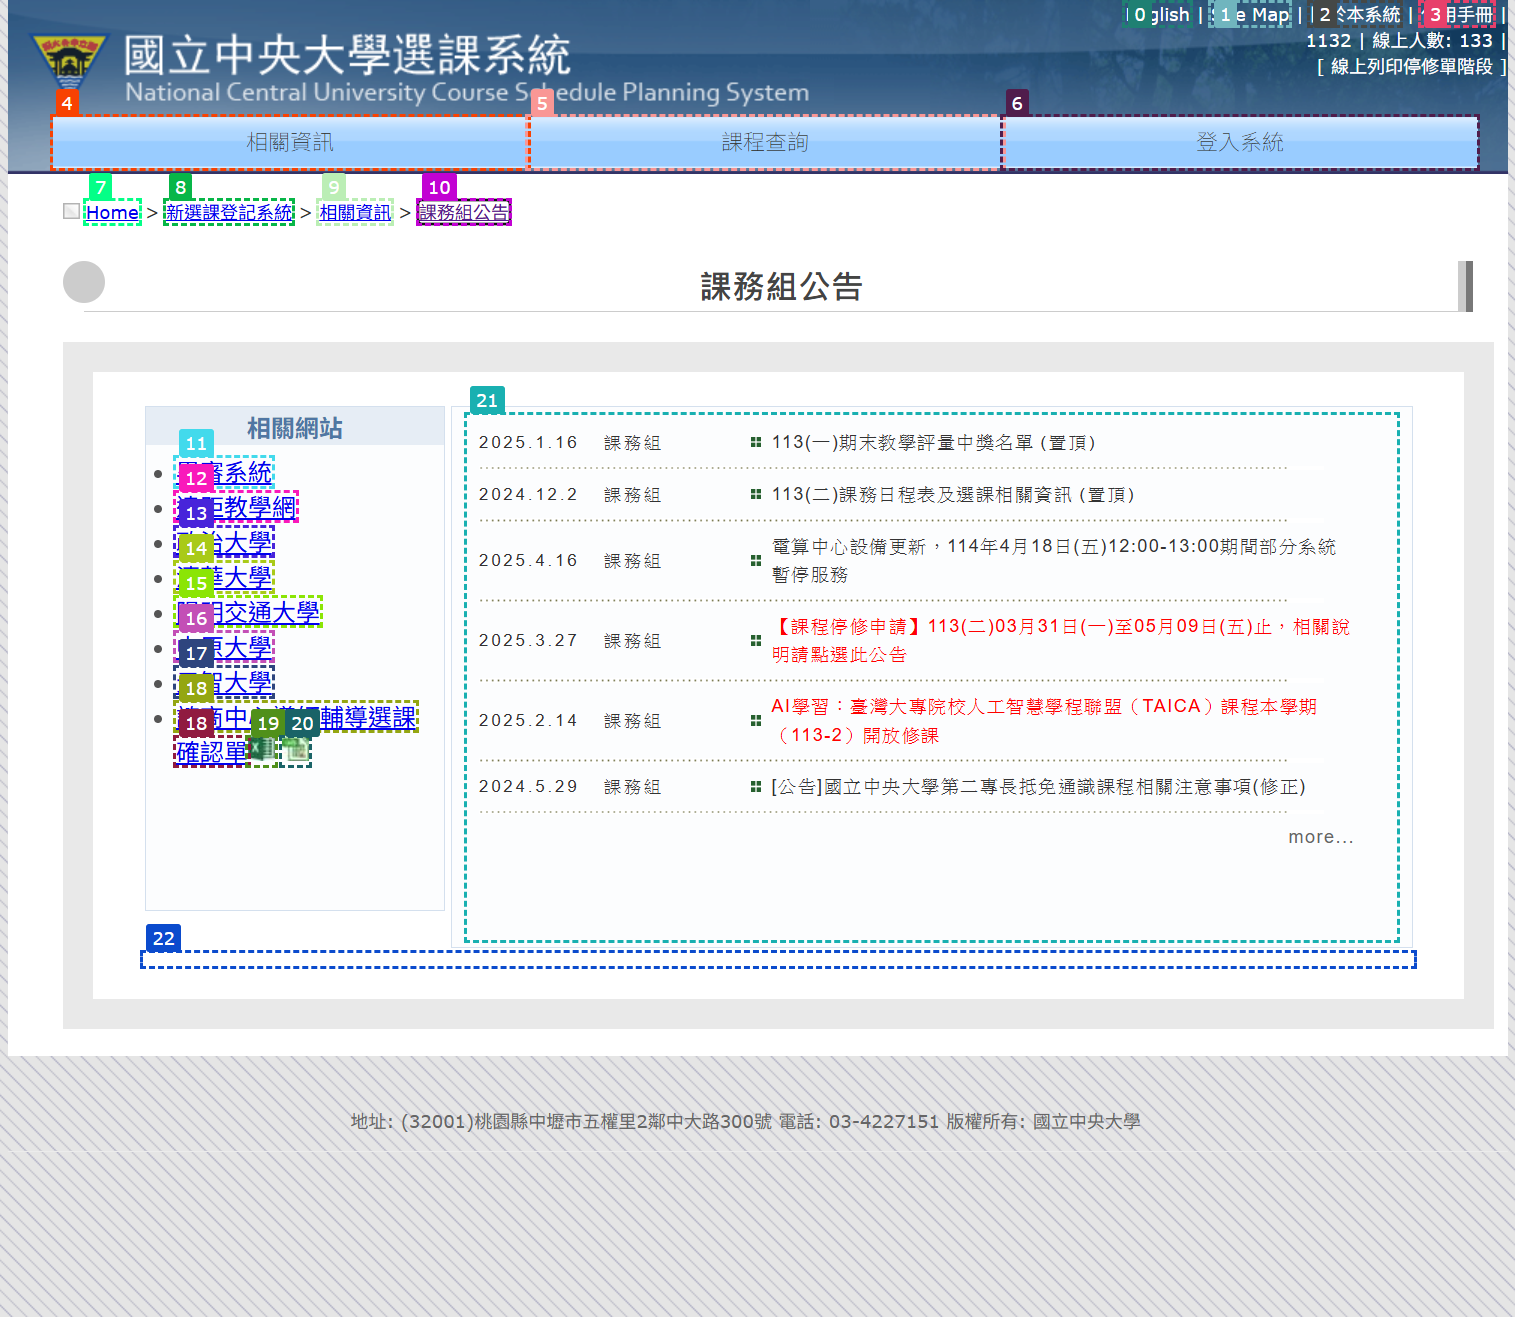 English | Site Map | 關於本系統 | 使用手冊 |
1132 | 線上人數: 133 |
[ 線上列印停修單階段 ]
國立中央大學選課系統
National Central University Course Schedule Planning System
相關資訊 課程查詢 登入系統
Home > 新選課登記系統 > 相關資訊 > 課務組公告
課務組公告
相關網站
系統
教學網
政治大學
清華大學
陽明交通大學
中原大學
元智大學
輔導選課
確認單
2025.1.16 課務組 113(一)期末教學評量中獎名單 (置頂)
2024.12.2 課務組 113(二)課務日程表及選課相關資訊 (置頂)
2025.4.16 課務組 電算中心設備更新，114年4月18日(五)12:00-13:00期間部分系統
暫停服務
2025.3.27 課務組 【課程停修申請】113(二)03月31日(一)至05月09日(五)止，相關說
明請點選此公告
2025.2.14 課務組 AI學習：臺灣大專院校人工智慧學程聯盟（TAICA）課程本學期
（113-2）開放修課
2024.5.29 課務組 [公告]國立中央大學第二專長抵免通識課程相關注意事項(修正)
more...
地址: (32001)桃園縣中壢市五權里2鄰中大路300號 電話: 03-4227151 版權所有: 國立中央大學
0
1
2
3
4
5
6
7
8
9
10
11
12
13
14
15
16
17
18
18
19
20
21
22